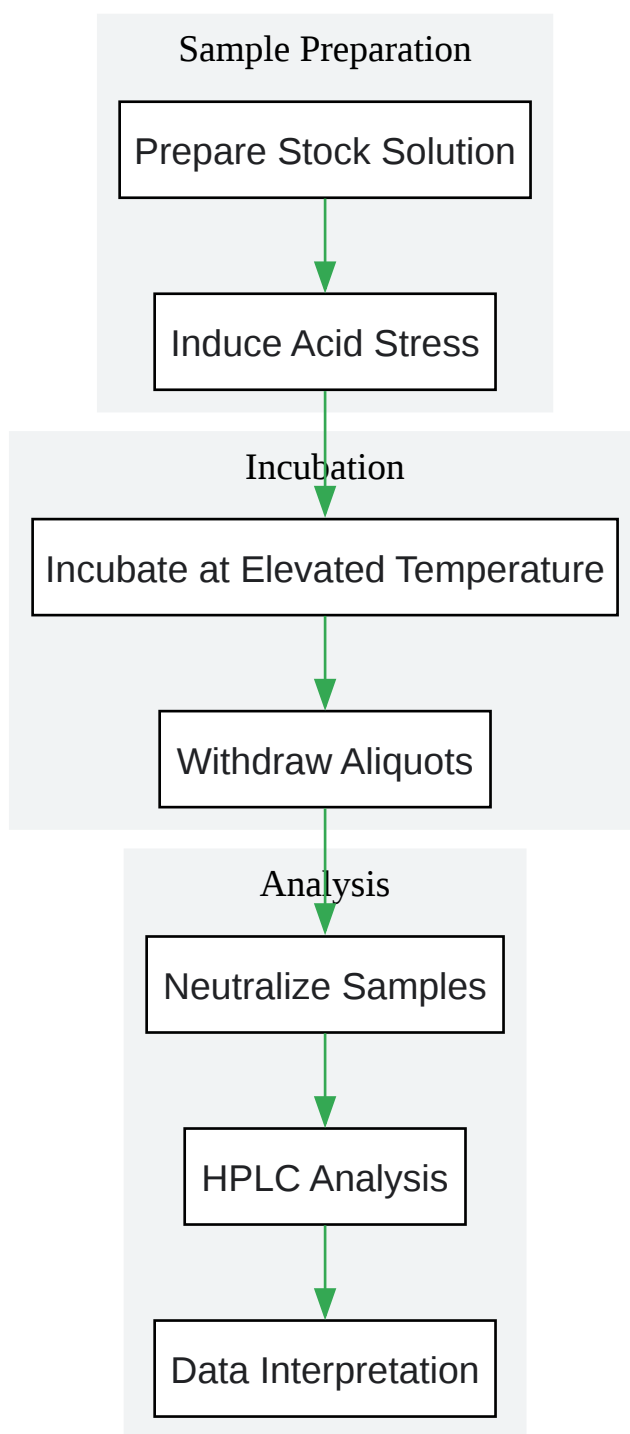 Sample Preparation
Prepare Stock Solution
Induce Acid Stress
Incubation
Incubate at Elevated Temperature
Withdraw Aliquots
Analysis
Neutralize Samples
HPLC Analysis
Data Interpretation